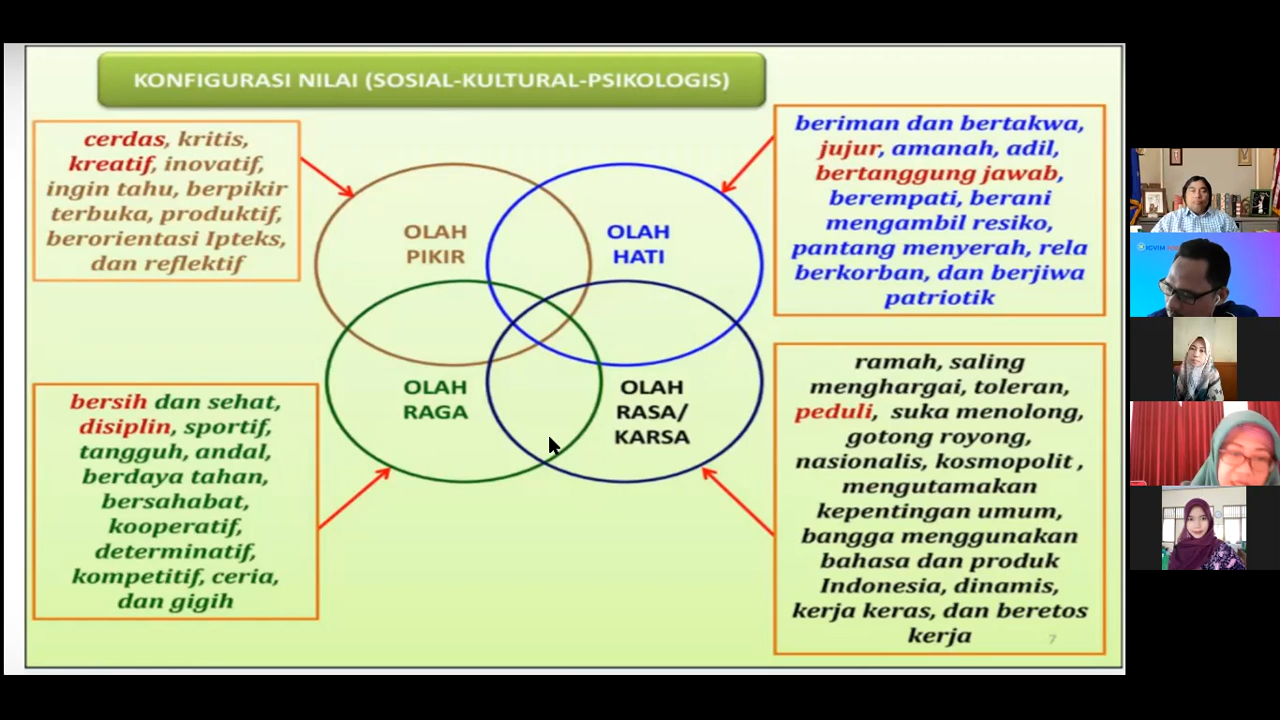 KONFIGURASI NILAI (SOSIAL-KULTURAL-PSIKOLOGIS)
cerdas, kritis,
kreatif, inovatif,
ingin tahu, berpikir
terbuka, produktif,
berorientasi Ipteks,
dan reflektif
beriman dan bertakwa,
jujur, amanah, adil,
bertanggung jawab,
berempati, berani
mengambil resiko,
pantang menyerah, rela
berkorban, dan berjiwa
patriotik
OLAH
PIKIR
OLAH
HATI
OLAH
RAGA
OLAH
RASA/
KARSA
bersih dan sehat,
disiplin, sportif,
tangguh, andal,
berdaya tahan,
bersahabat,
kooperatif,
determinatif,
kompetitif, ceria,
dan gigih
ramah, saling
menghargai, toleran,
peduli, suka menolong,
gotong royong,
nasionalis, kosmopolit ,
mengutamakan
kepentingan umum,
bangga menggunakan
bahasa dan produk
Indonesia, dinamis,
kerja keras, dan beretos
kerja
7